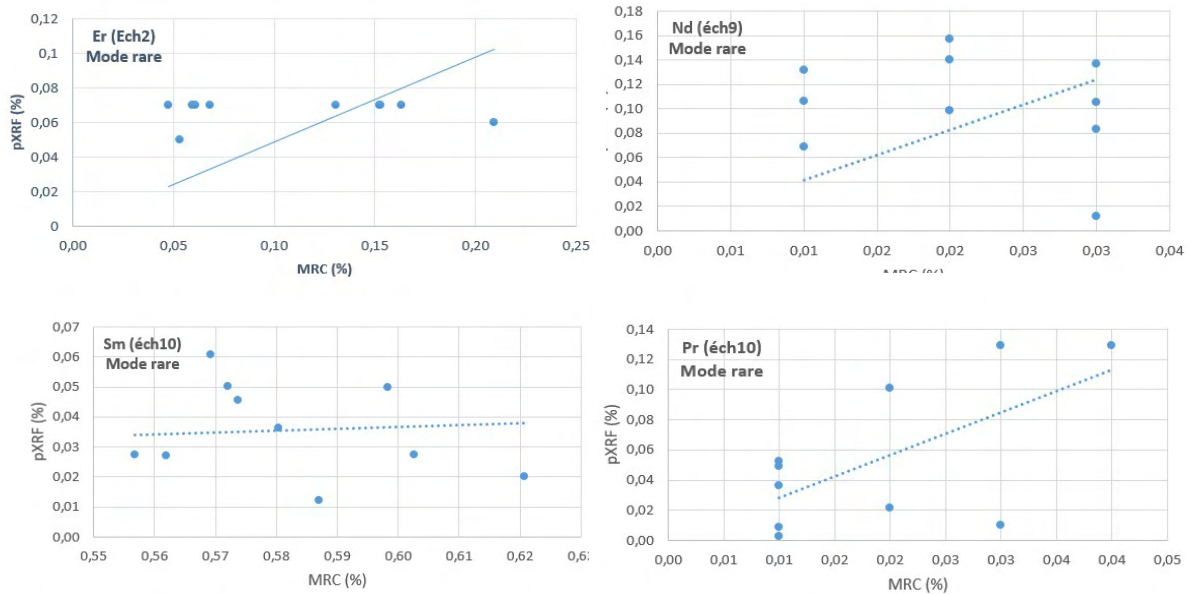 0,12
0,1
0,08
0,06
0,04
0,02
0
pXRF (%)
Er (Ech2)
Mode rare
0,00 0,05 0,10 0,15 0,20 0,25
MRC (%)
0,18
0,16
0,14
0,12
0,10
0,08
0,06
0,04
0,02
0,00
Nd (éch9)
Mode rare
0,00 0,01 0,01 0,02 0,02 0,03 0,03 0,04
MRC (%)
0,07
0,06
0,05
0,04
0,03
0,02
0,01
0,00
pXRF (%)
Sm (éch10)
Mode rare
0,55 0,56 0,57 0,58 0,59 0,60 0,61 0,62
MRC (%)
0,14
0,12
0,10
0,08
0,06
0,04
0,02
0,00
pXRF (%)
Pr (éch10)
Mode rare
0,00 0,01 0,01 0,02 0,02 0,03 0,03 0,04 0,04 0,05
MRC (%)